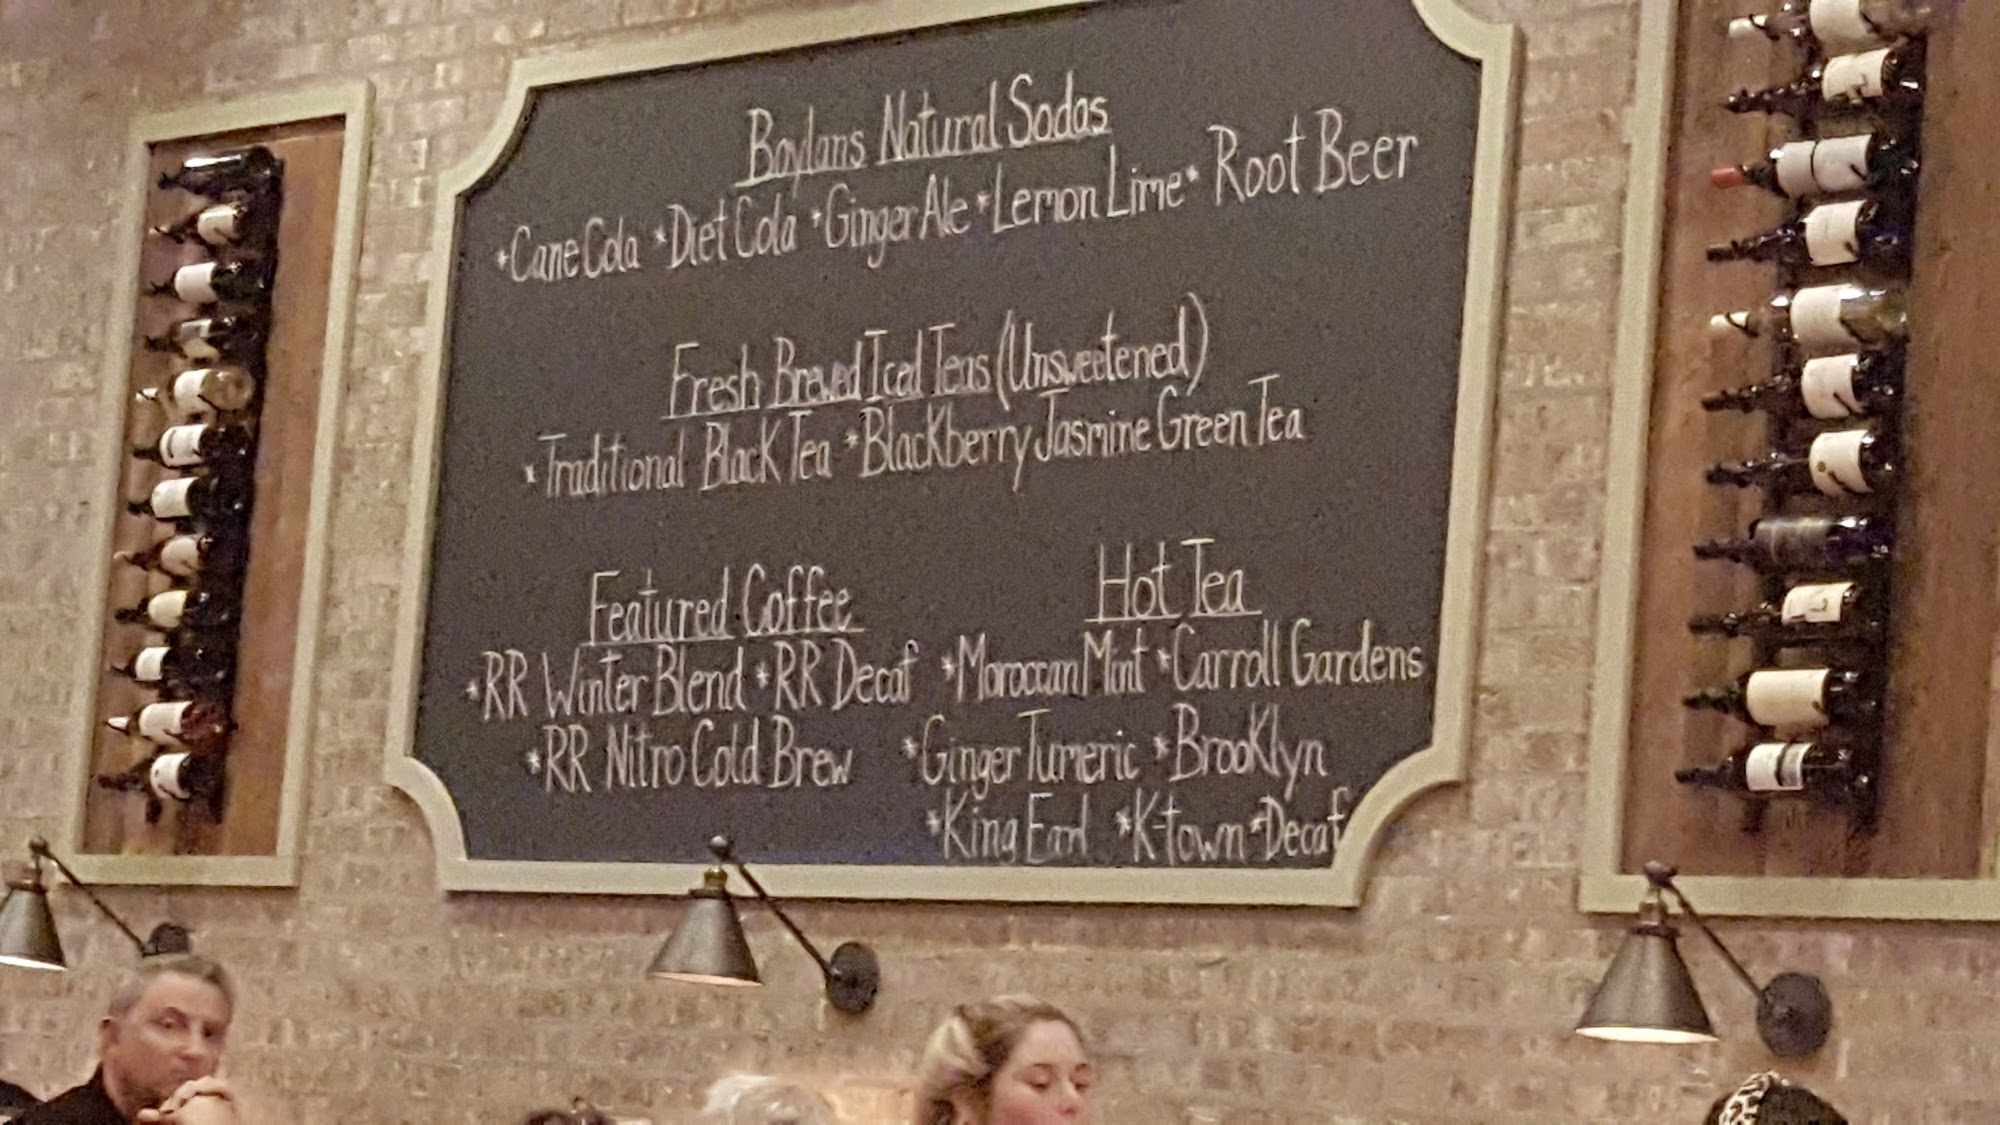 Boylans Natural Sodas
*Cane Cola *Diet Cola *Ginger Ale *Lemon Lime* Root Beer
Fresh Brewed Iced Teas (Unsweetened)
*Traditional Black Tea *Blackberry Jasmine Green Tea
Featured Coffee
*RR Winter Blend *RR Decaf
*RR Nitro Cold Brew
Hot Tea
*Moroccan Mint *Carroll Gardens
*Ginger Tumeric *Brooklyn
*King Earl *K-town *Decaf